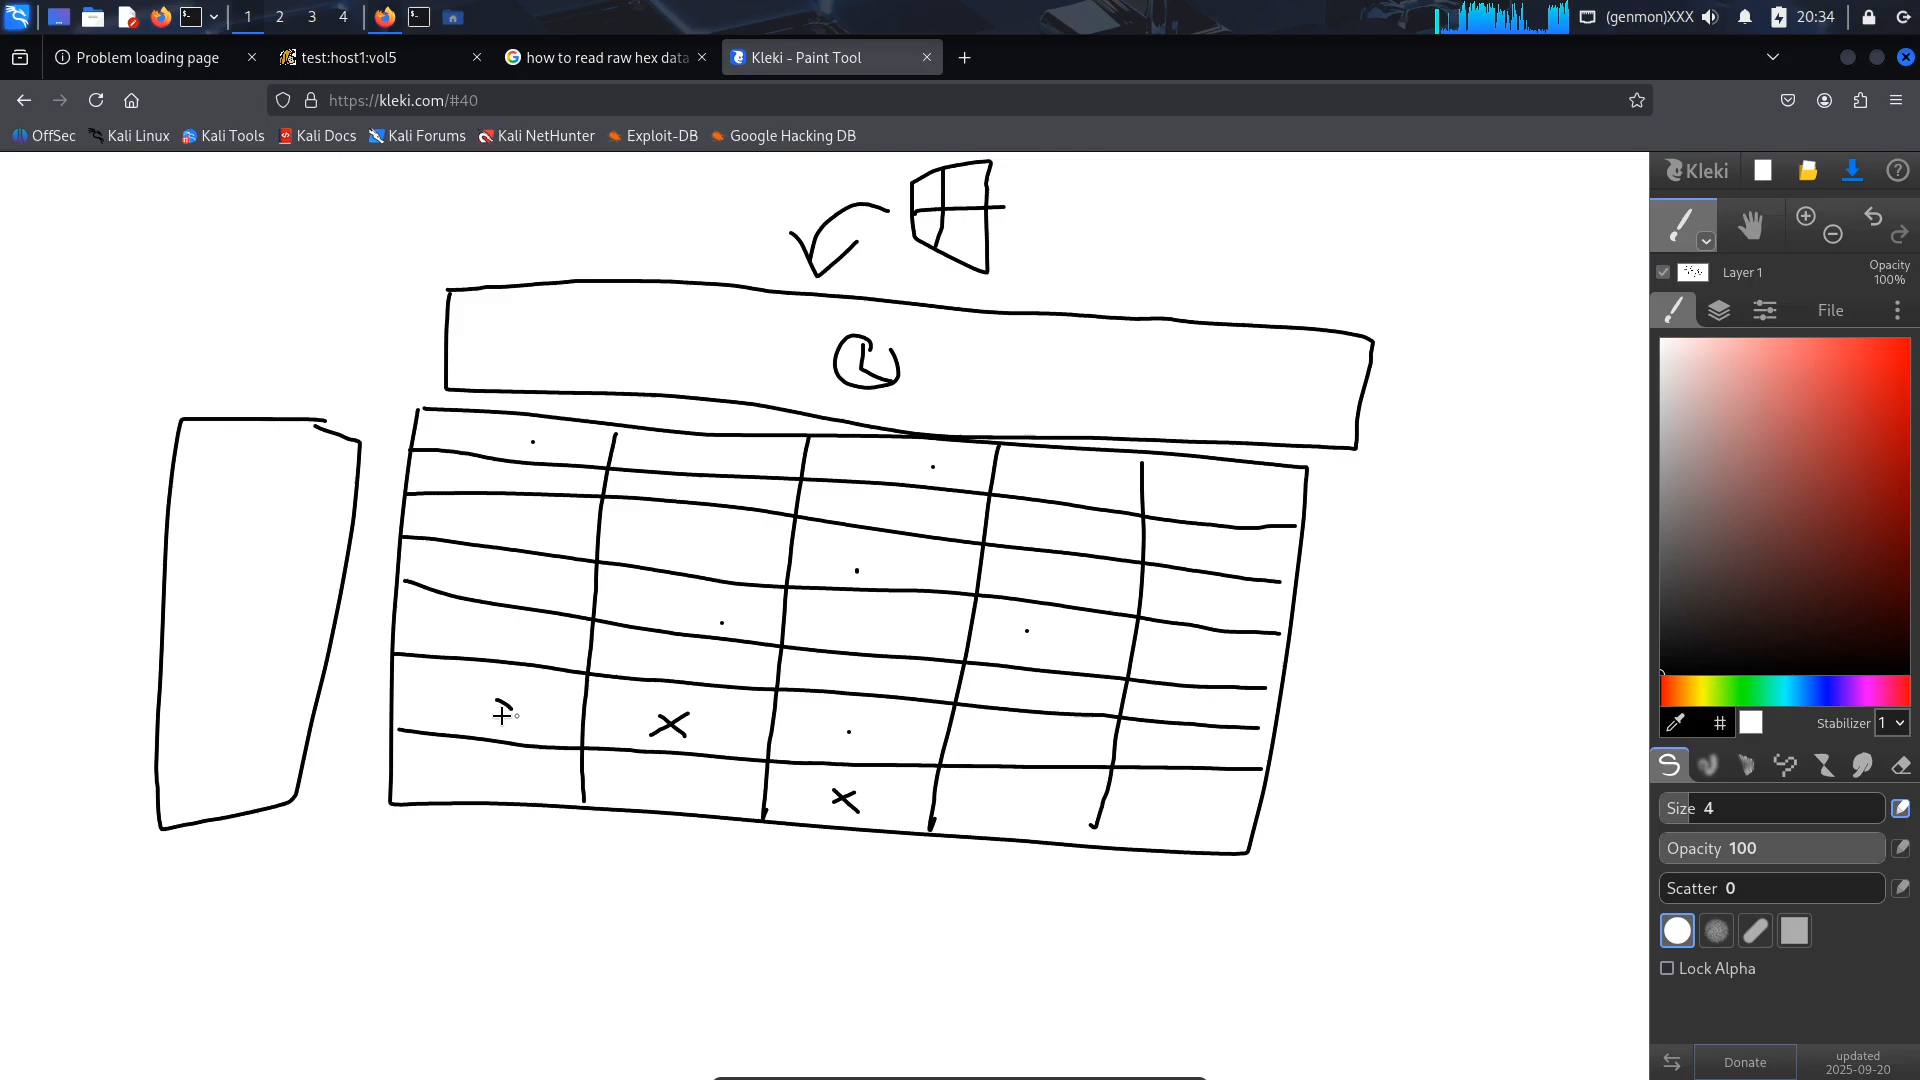 1 2 3 4 (genmon)XXX 20:34
Problem loading page test:host1:vol5 how to read raw hex data Kleki - Paint Tool
https://kleki.com/#40
OffSec Kali Linux Kali Tools Kali Docs Kali Forums Kali NetHunter Exploit-DB Google Hacking DB
Kleki
Layer 1 Opacity
100%
File
# Stabilizer 1
Size 4
Opacity 100
Scatter 0
Lock Alpha
Donate updated
2025-09-20